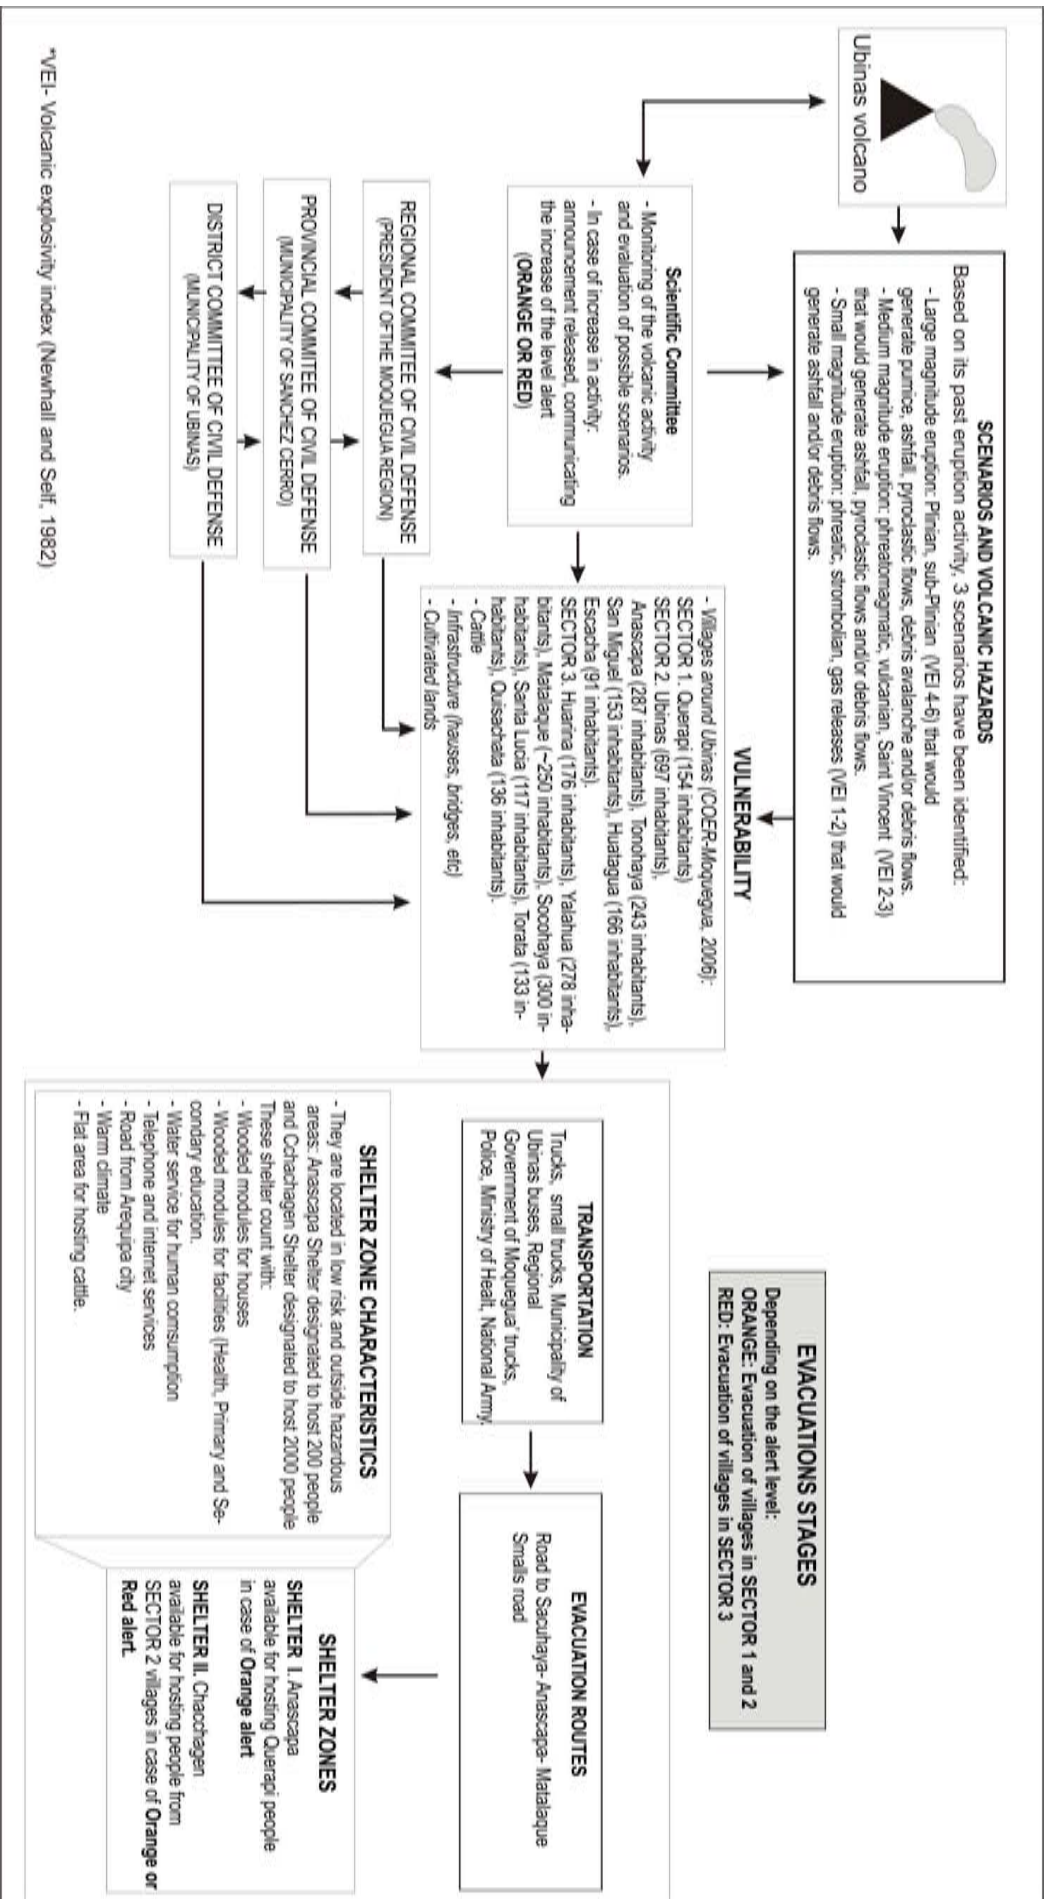 Ubinas volcano
SCENARIOS AND VOLCANIC HAZARDS
Based on its past eruption activity, 3 scenarios have been identified:
- Large magnitude eruption: Plinian, sub-Plinian (VEI 4-6) that would
generate pumice, ashfall, pyroclastic flows, debris avalanche and/or debris flows.
- Medium magnitude eruption: phreatomagmatic, vulcanian, Saint Vincent (VEI 2-3)
that would generate ashfall, pyroclastic flows and/or debris flows.
- Small magnitude eruption: phreatic, strombolian, gas releases (VEI 1-2) that would
generate ashfall and/or debris flows.
Scientific Committee
- Monitoring of the volcanic activity
and evaluation of possible scenarios.
- In case of increase in activity:
announcement released, communicating
the increase of the level alert
(ORANGE OR RED)
REGIONAL COMMITTEE OF CIVIL DEFENSE
(PRESIDENT OF THE MOQUEGUA REGION)
PROVINCIAL COMMITEE OF CIVIL DEFENSE
(MUNICIPALITY OF SANCHEZ CERRO)
DISTRICT COMMITTEE OF CIVIL DEFENSE
(MUNICIPALITY OF UBINAS)
VULNERABILITY
- Villages around Ubinas (COER-Moquegua, 2006):
SECTOR 1. Querapi (154 inhabitants)
SECTOR 2. Ubinas (697 inhabitants),
Anascapa (287 inhabitants), Tonohaya (243 inhabitants),
San Miguel (153 inhabitants), Huatagua (166 inhabitants),
Escacha (91 inhabitants).
SECTOR 3. Huarina (176 inhabitants), Yalahua (278 inha-
bitants), Matalaque (~250 inhabitants), Socohaya (300 in-
habitants), Santa Lucia (117 inhabitants), Torata (133 in-
habitants), Quisachata (136 inhabitants).
- Cattle
- Infrastructure (hauses, bridges, etc)
- Cultivated lands
EVACUATIONS STAGES
Depending on the alert level:
ORANGE: Evacuation of villages in SECTOR 1 and 2
RED: Evacuation of villages in SECTOR 3
TRANSPORTATION
Trucks, small trucks, Municipality of
Ubinas buses, Regional
Government of Moquegua' trucks,
Police, Ministry of Healt, National Army.
EVACUATION ROUTES
Road to Sacuhaya- Anascapa- Matalaque
Smalls road
SHELTER ZONE CHARACTERISTICS
- They are located in low risk and outside hazardous
areas: Anascapa Shelter designated to host 200 people
and Cchachagen Shelter designated to host 2000 people
These shelter count with:
- Wooded modules for houses
- Wooded modules for facilities (Health, Primary and Se-
condary education.
- Water service for human comsumption
- Telephone and internet services
- Road from Arequipa city
- Warm climate
- Flat area for hosting cattle.
SHELTER ZONES
SHELTER I. Anascapa
available for hosting Querapi people
in case of Orange alert
SHELTER II. Chacchagen
available for hosting people from
SECTOR 2 villages in case of Orange or
Red alert.
*VEI- Volcanic explosivity index (Newhall and Self, 1982)